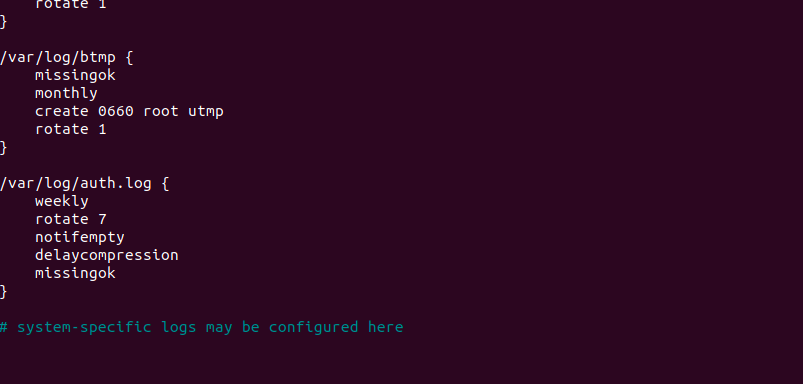 rotate 1
}

/var/log/btmp {
    missingok
    monthly
    create 0660 root utmp
    rotate 1
}

/var/log/auth.log {
    weekly
    rotate 7
    notifempty
    delaycompression
    missingok
}

# system-specific logs may be configured here